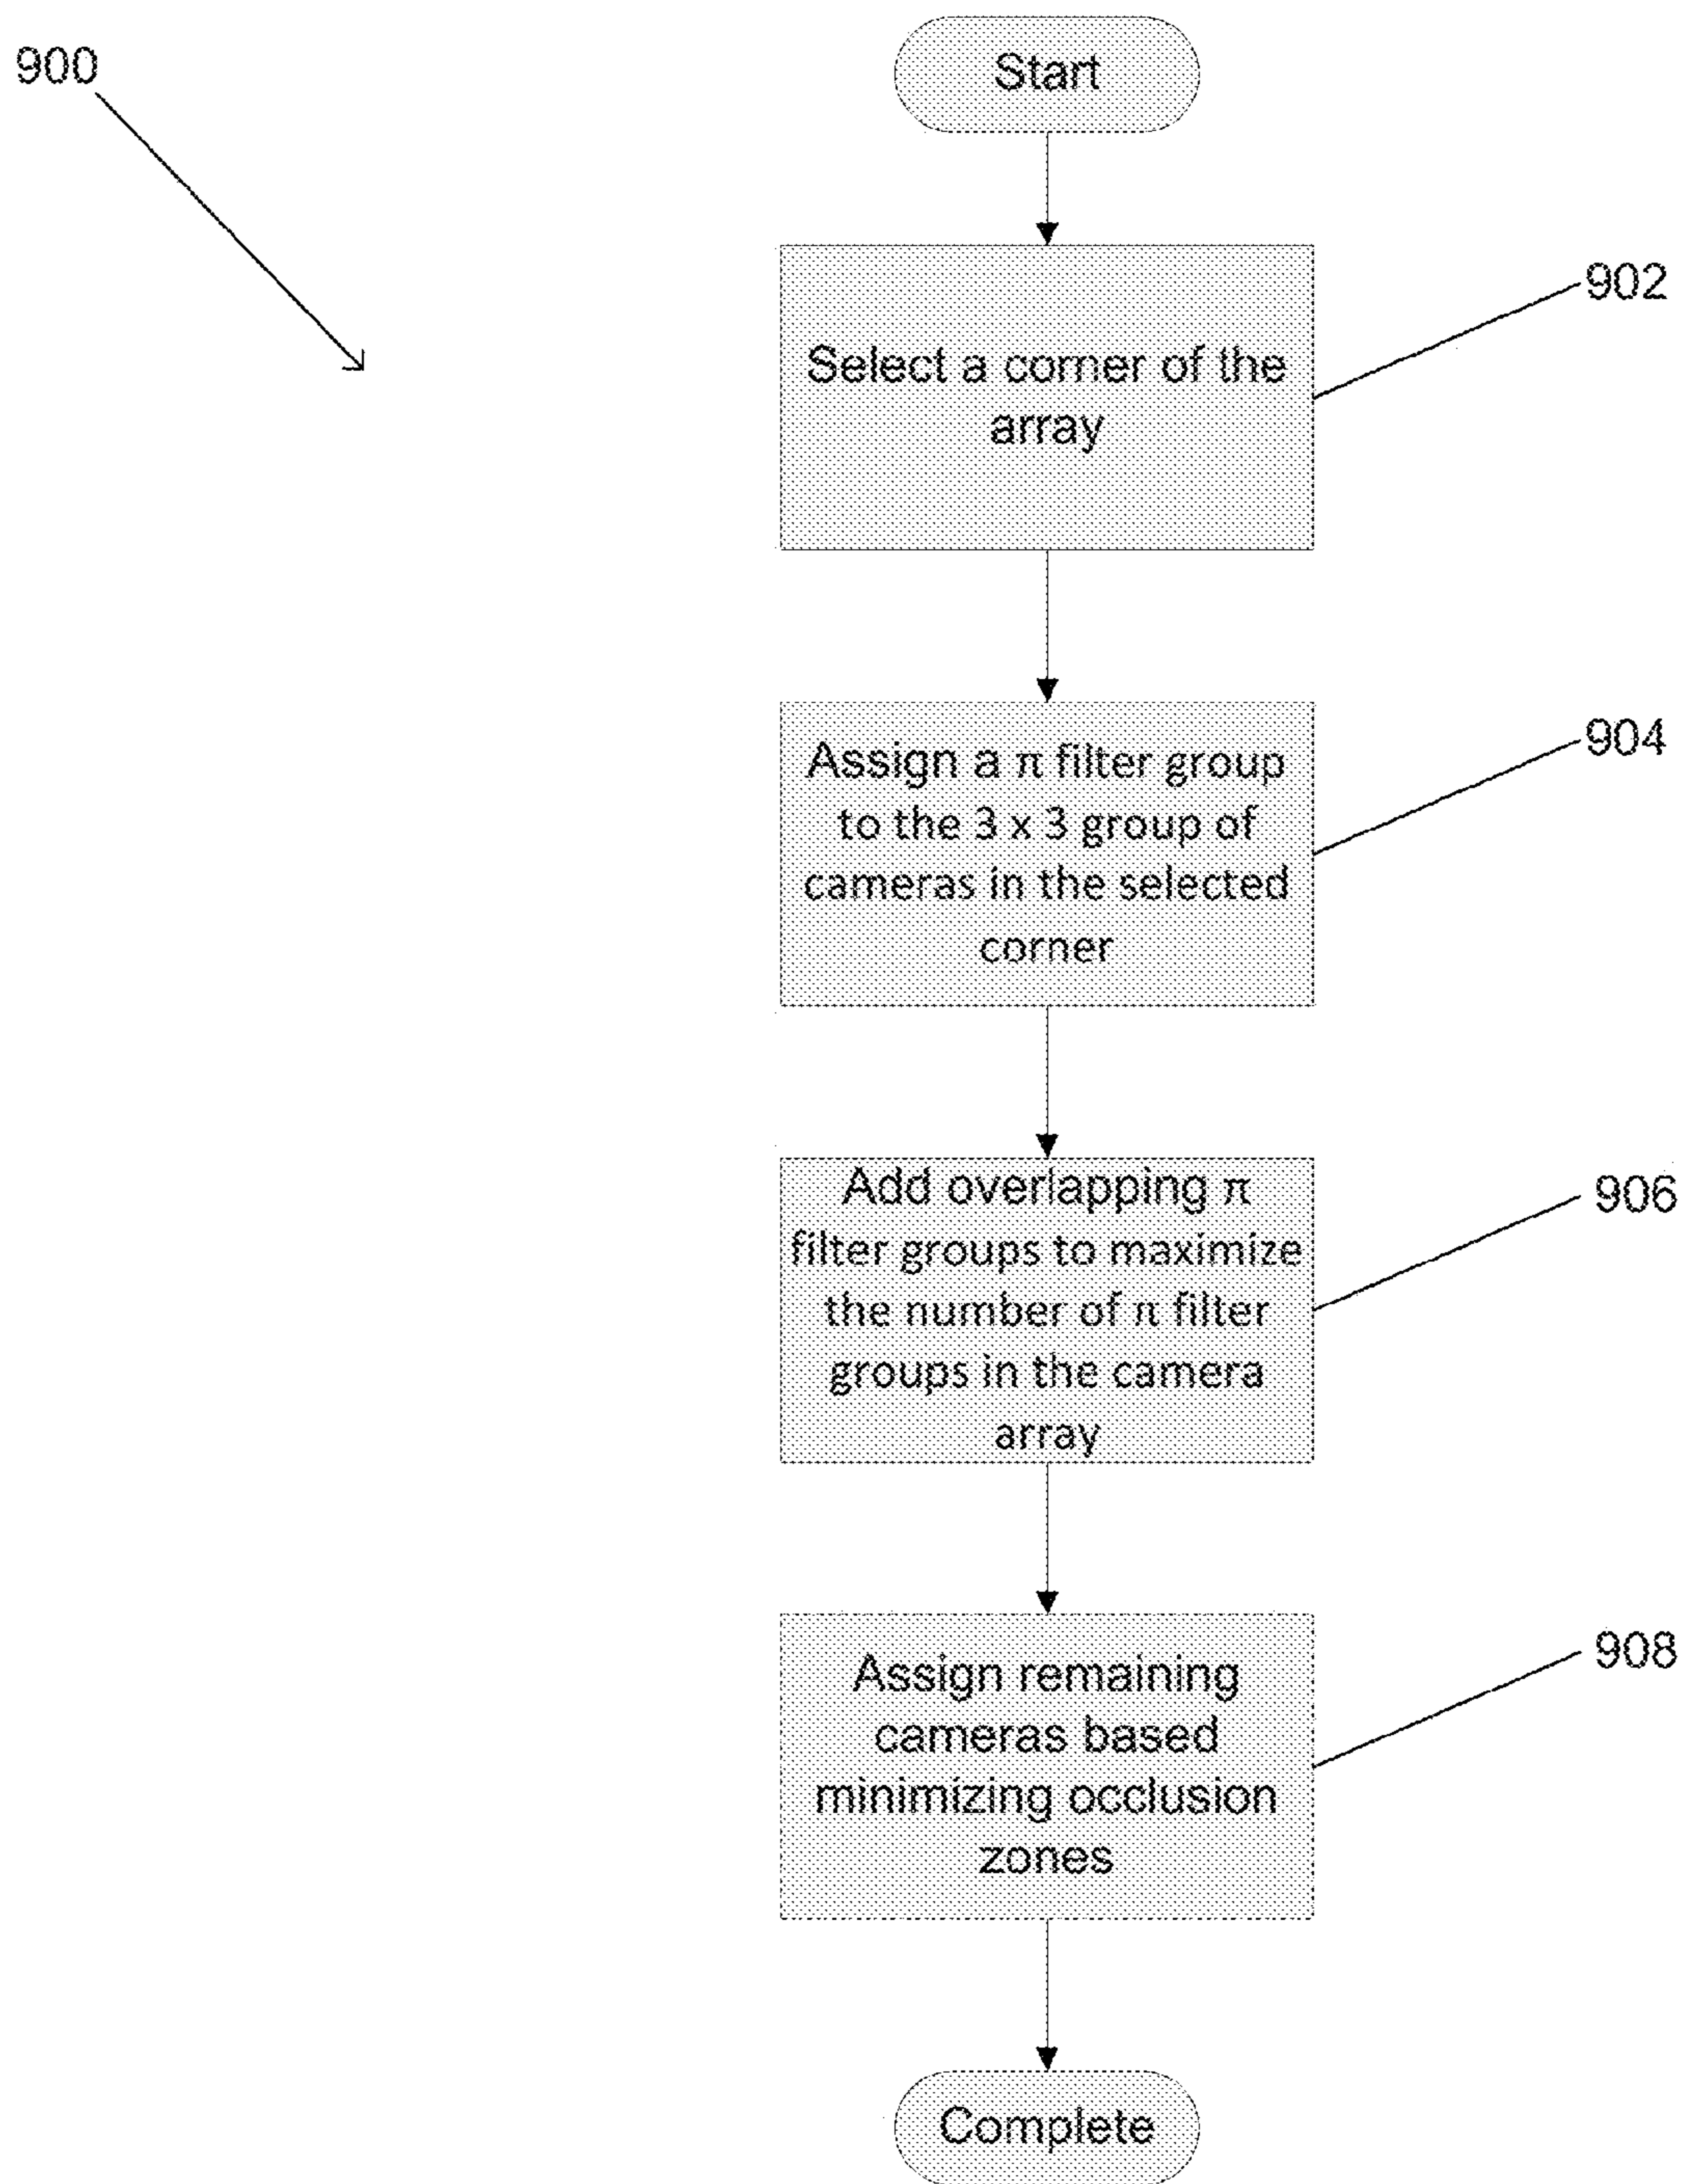 900
Start
902
Select a corner of the
array
904
Assign a π filter group
to the 3 x 3 group of
cameras in the selected
corner
906
Add overlapping π
filter groups to maximize
the number of π filter
groups in the camera
array
908
Assign remaining
cameras based
minimizing occlusion
zones
Complete